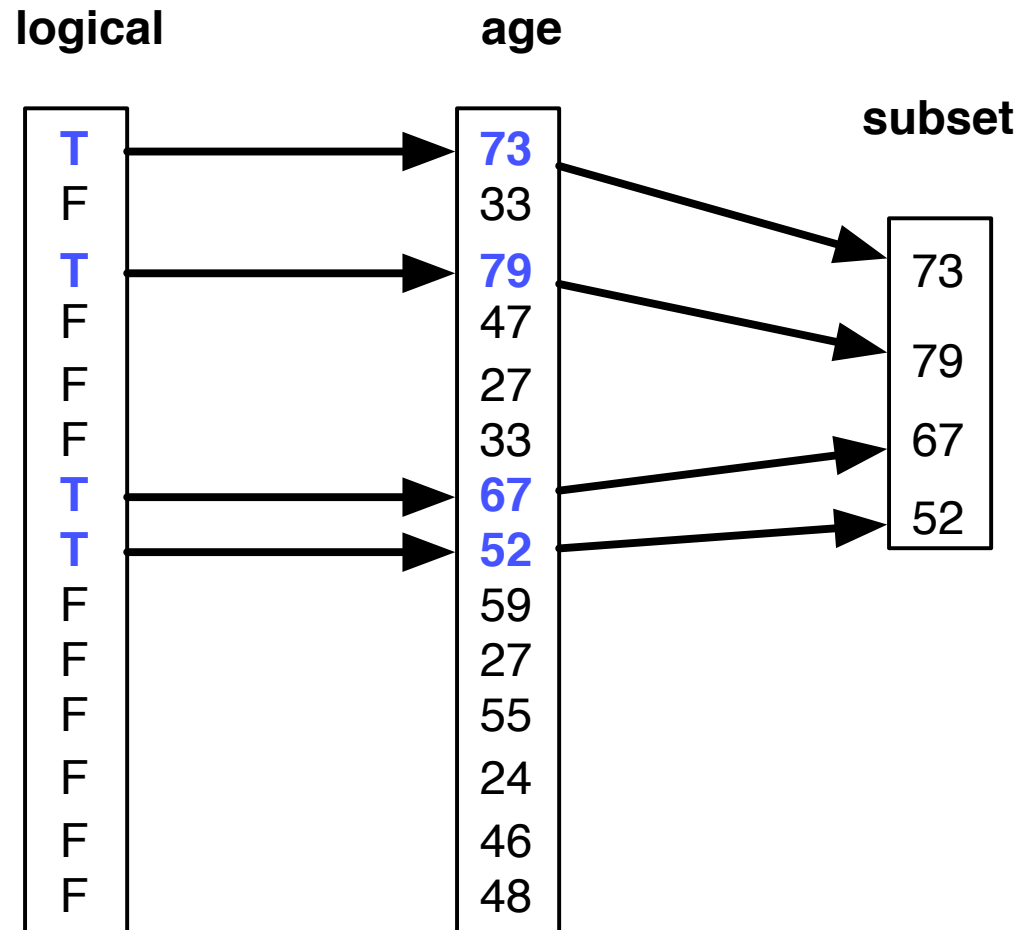 logical age
subset
T 73
F 33
T 79 73
F 47
F 27 79
F 33 67
T 67
T 52 52
F 59
F 27
F 55
F 24
F 46
F 48